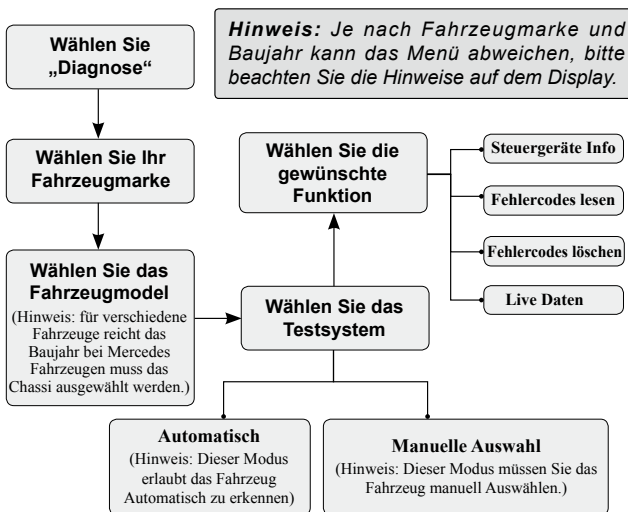 Wählen Sie
„Diagnose“
Hinweis: Je nach Fahrzeugmarke und
Baujahr kann das Menü abweichen, bitte
beachten Sie die Hinweise auf dem Display.
Wählen Sie Ihr
Fahrzeugmarke
Wählen Sie das
Fahrzeugmodel
(Hinweis: für verschiedene
Fahrzeuge reicht das
Baujahr bei Mercedes
Fahrzeugen muss das
Chassi ausgewählt werden.)
Wählen Sie die
gewünschte
Funktion
Steuergeräte Info
Fehlercodes lesen
Fehlercodes löschen
Live Daten
Wählen Sie das
Testsystem
Automatisch
(Hinweis: Dieser Modus
erlaubt das Fahrzeug
Automatisch zu erkennen)
Manuelle Auswahl
(Hinweis: Dieser Modus müssen Sie das
Fahrzeug manuell Auswählen.)